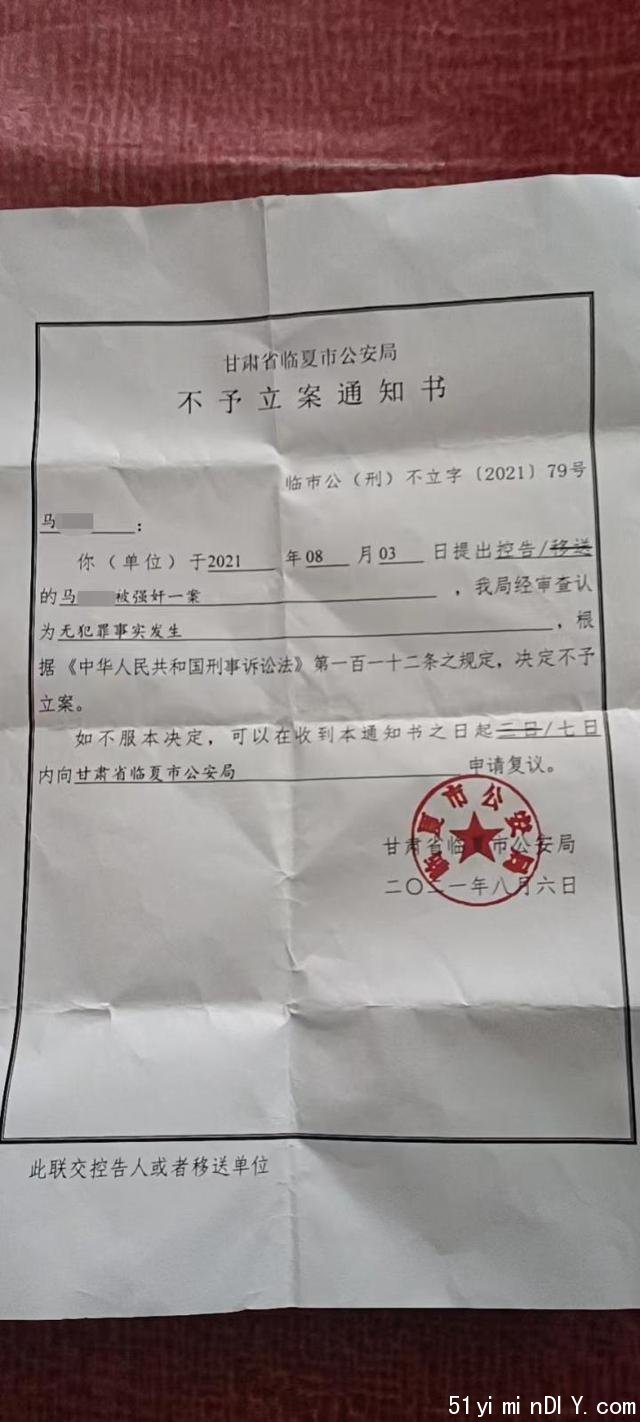 甘肃省临夏市公安局
不予立案通知书
临市公（刑）不立字〔2021〕79号
马：
你（单位）于2021年08月03日提出控告/移送
的马被强奸一案，我局经审查认
为无犯罪事实发生，根
据《中华人民共和国刑事诉讼法》第一百一十二条之规定，决定不予
立案。
如不服本决定，可以在收到本通知书之日起三日/七日
内向甘肃省临夏市公安局申请复议。
临夏市公安局
甘肃省临夏市公安局
二〇二一年八月六日
此联交控告人或者移送单位
51yiminDIY.com